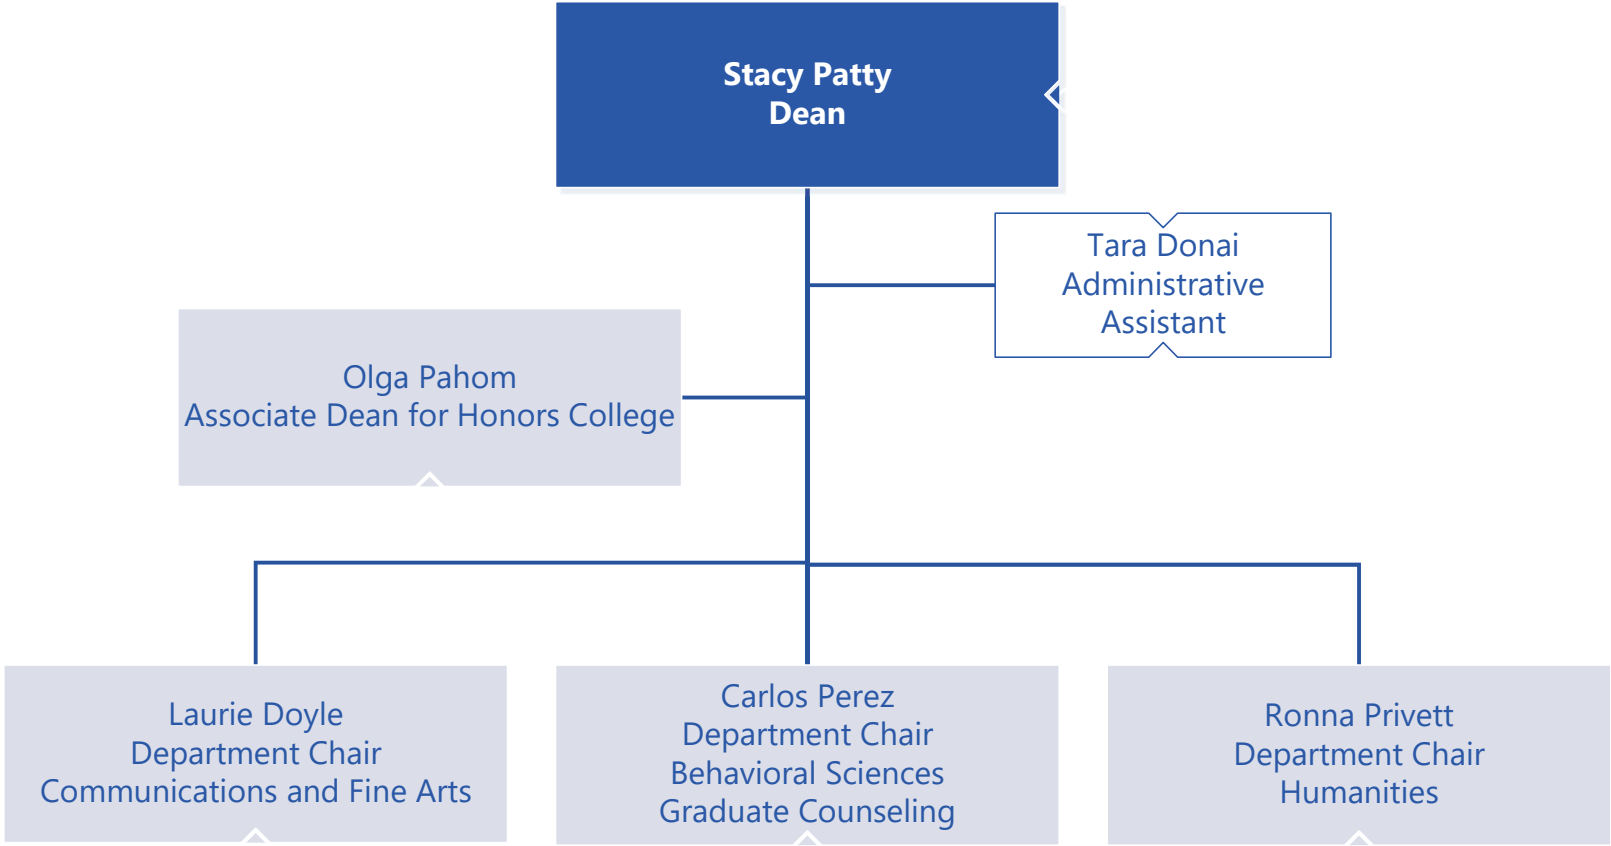 Stacy Patty
Dean
Tara Donai
Administrative
Assistant
Olga Pahom
Associate Dean for Honors College
Laurie Doyle
Department Chair
Communications and Fine Arts
Carlos Perez
Department Chair
Behavioral Sciences
Graduate Counseling
Ronna Privett
Department Chair
Humanities